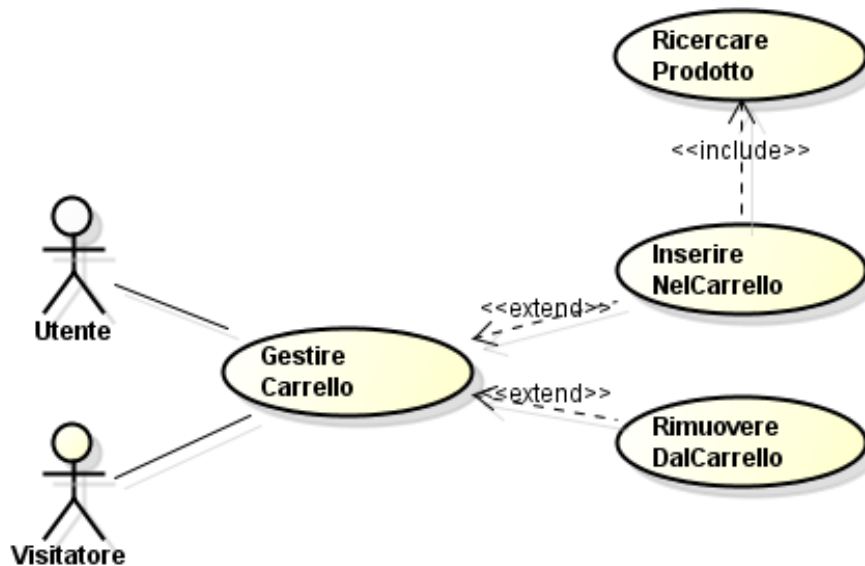 Ricercare
Prodotto
<<include>>
Inserire
NelCarrello
<<extend>>
Utente
Gestire
Carrello
<<extend>>
Rimuovere
DalCarrello
Visitatore